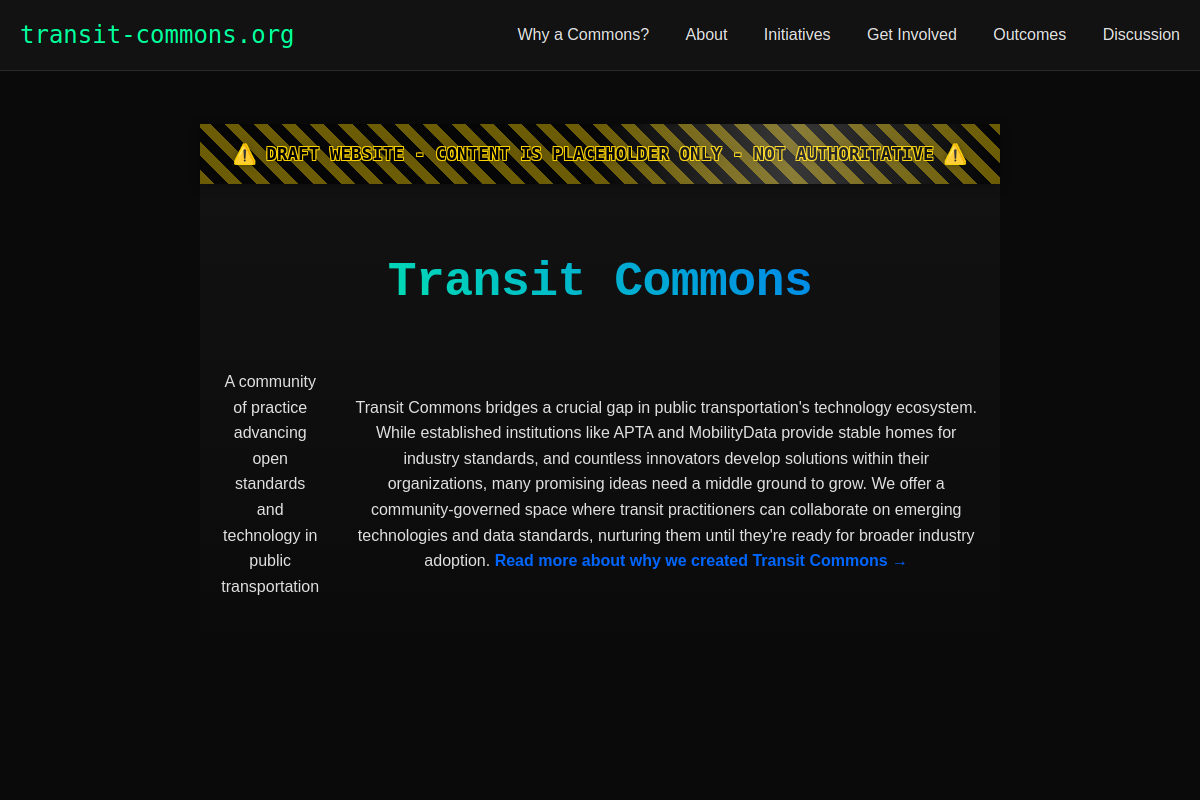 transit-commons.org
Why a Commons?
About
Initiatives
Get Involved
Outcomes
Discussion
⚠️ DRAFT WEBSITE - CONTENT IS PLACEHOLDER ONLY - NOT AUTHORITATIVE ⚠️
Transit Commons
A community
of practice
advancing
open
standards
and
technology in
public
transportation
Transit Commons bridges a crucial gap in public transportation's technology ecosystem.
While established institutions like APTA and MobilityData provide stable homes for
industry standards, and countless innovators develop solutions within their
organizations, many promising ideas need a middle ground to grow. We offer a
community-governed space where transit practitioners can collaborate on emerging
technologies and data standards, nurturing them until they're ready for broader industry
adoption. Read more about why we created Transit Commons →